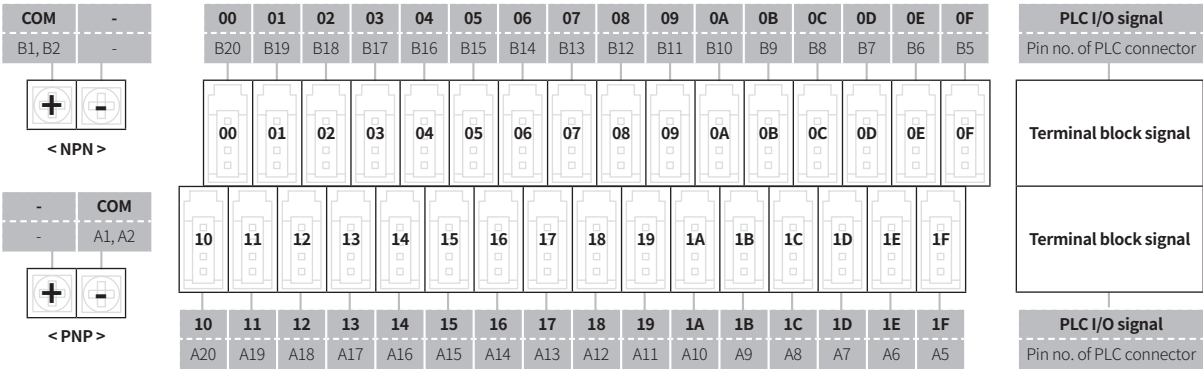 COM -
B1, B2 -
+ -
< NPN >
00 01 02 03 04 05 06 07 08 09 0A 0B 0C 0D 0E 0F
B20 B19 B18 B17 B16 B15 B14 B13 B12 B11 B10 B9 B8 B7 B6 B5
00 01 02 03 04 05 06 07 08 09 0A 0B 0C 0D 0E 0F
PLC I/O signal
Pin no. of PLC connector
Terminal block signal
- COM
- A1, A2
+ -
< PNP >
10 11 12 13 14 15 16 17 18 19 1A 1B 1C 1D 1E 1F
10 11 12 13 14 15 16 17 18 19 1A 1B 1C 1D 1E 1F
A20 A19 A18 A17 A16 A15 A14 A13 A12 A11 A10 A9 A8 A7 A6 A5
Terminal block signal
PLC I/O signal
Pin no. of PLC connector